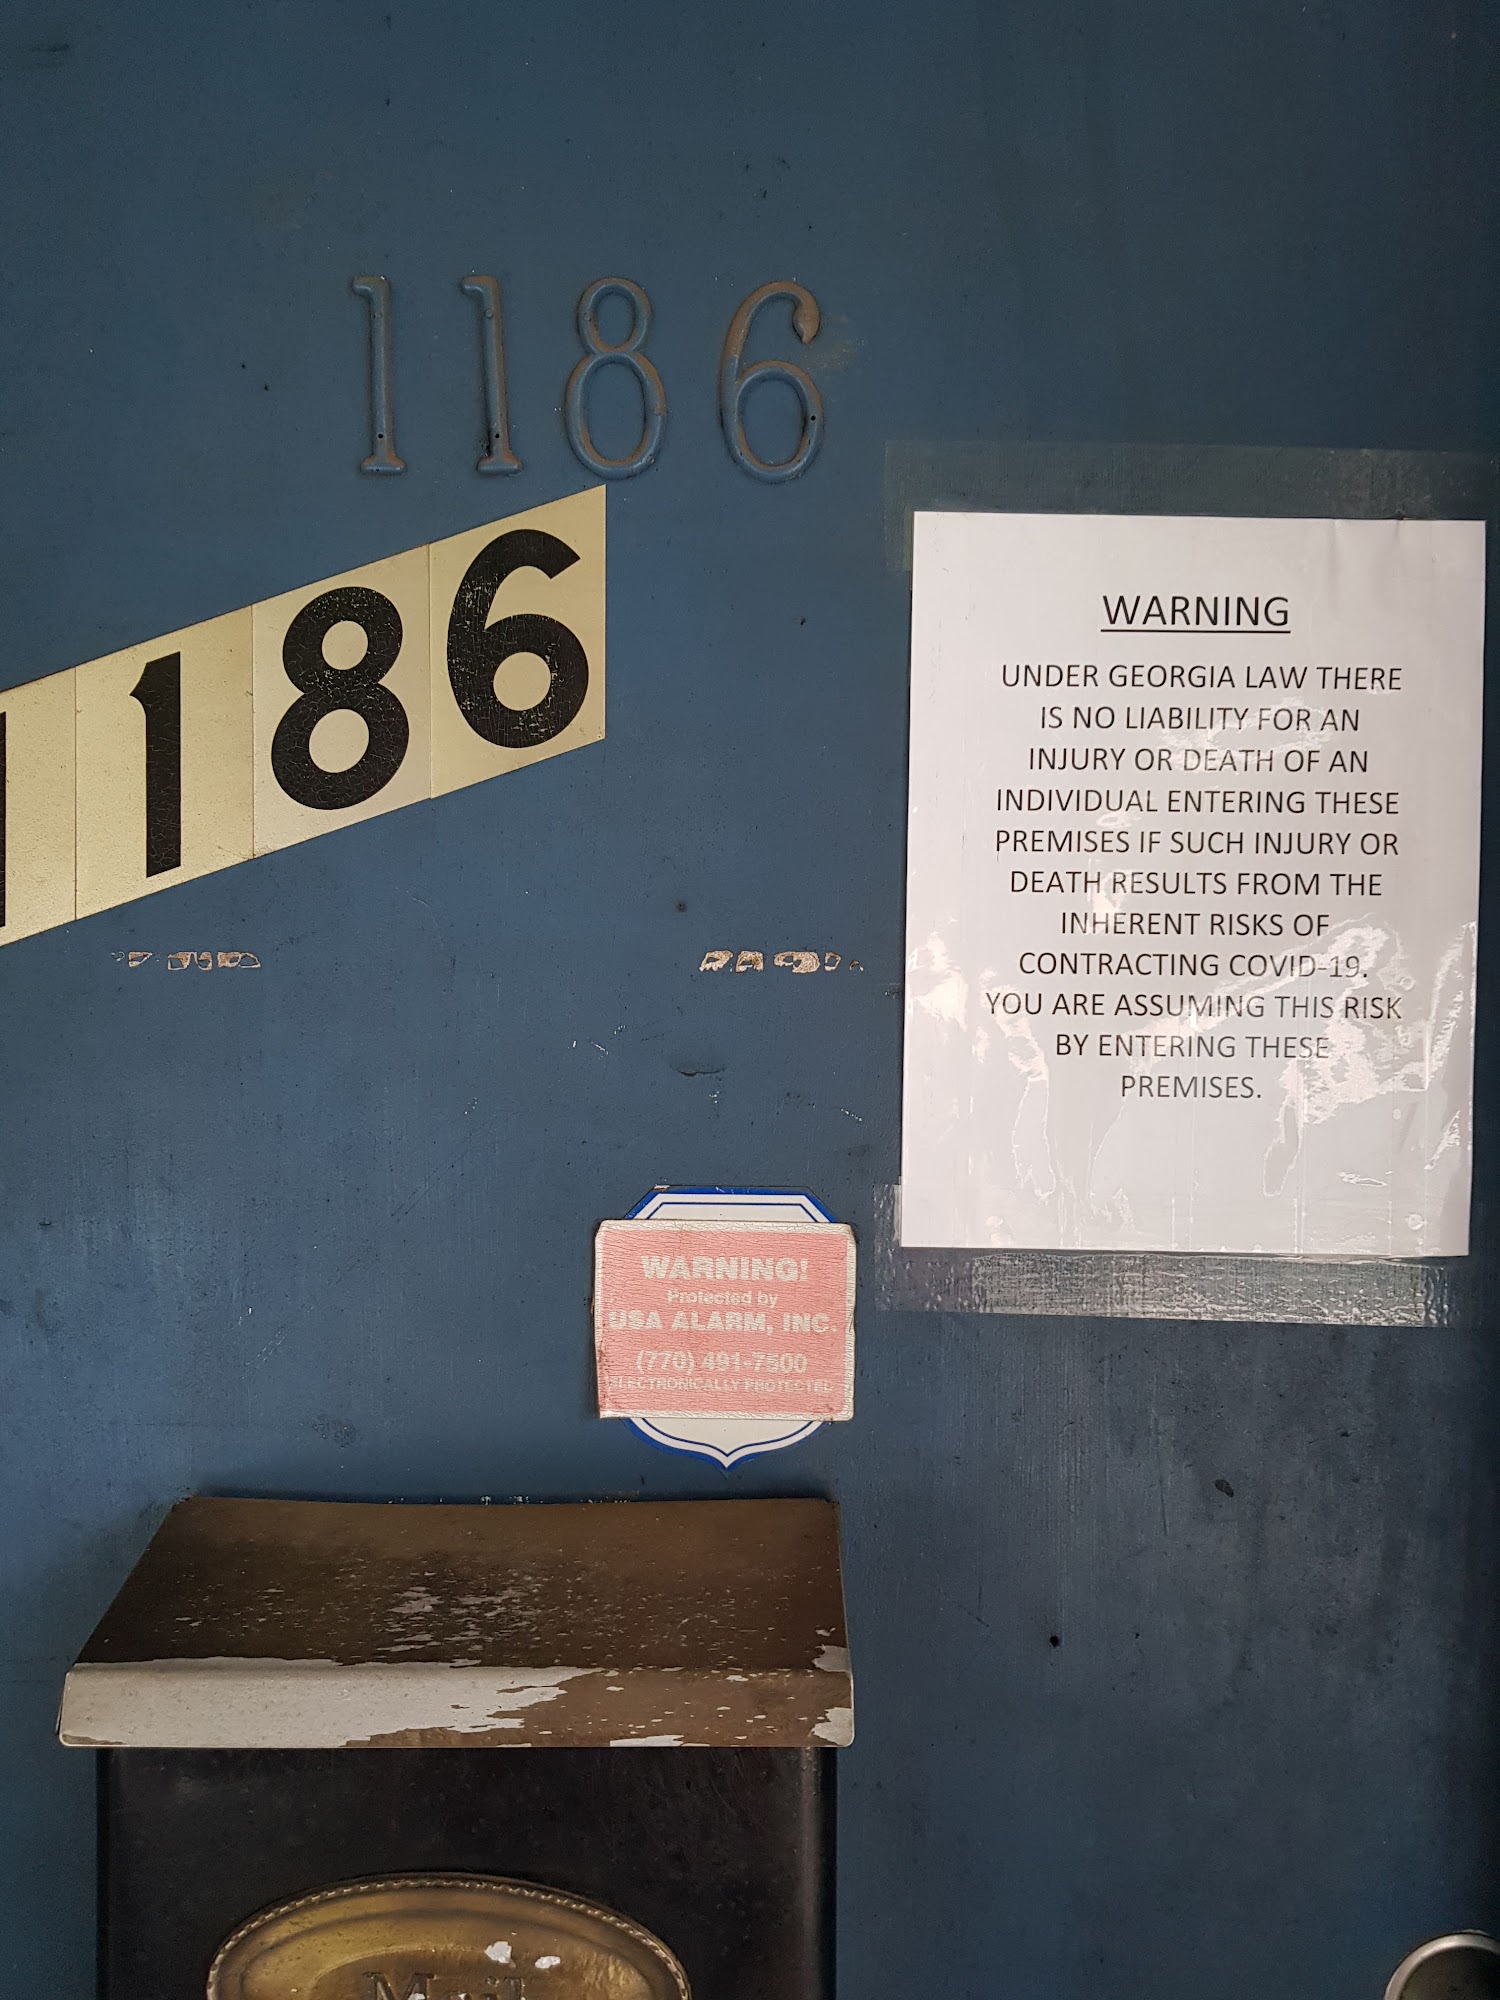 1186
1186
WARNING
UNDER GEORGIA LAW THERE
IS NO LIABILITY FOR AN
INJURY OR DEATH OF AN
INDIVIDUAL ENTERING THESE
PREMISES IF SUCH INJURY OR
DEATH RESULTS FROM THE
INHERENT RISKS OF
CONTRACTING COVID-19.
YOU ARE ASSUMING THIS RISK
BY ENTERING THESE
PREMISES.
WARNING!
Protected by
USA ALARM, INC.
(770) 491-7500
ELECTRONICALLY PROTECTED
Mail